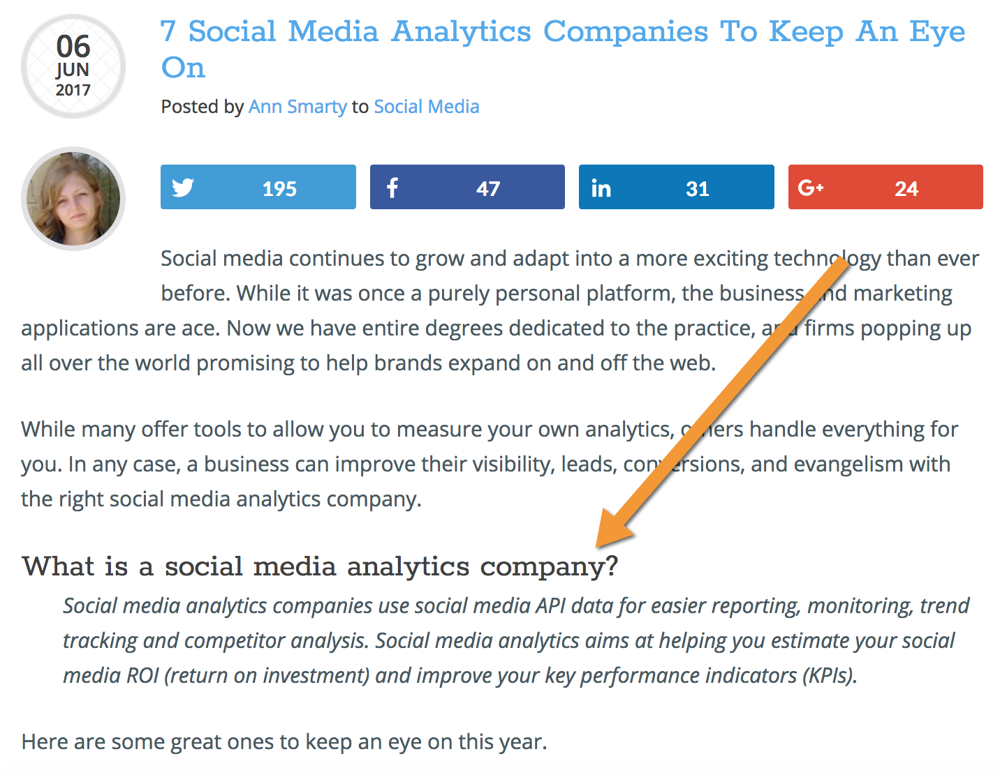 06
JUN
2017
7 Social Media Analytics Companies To Keep An Eye
On
Posted by Ann Smarty to Social Media
195
f 47
in 31
G+ 24
Social media continues to grow and adapt into a more exciting technology than ever
before. While it was once a purely personal platform, the business and marketing
applications are ace. Now we have entire degrees dedicated to the practice, and firms popping up
all over the world promising to help brands expand on and off the web.
While many offer tools to allow you to measure your own analytics, others handle everything for
you. In any case, a business can improve their visibility, leads, conversions, and evangelism with
the right social media analytics company.
What is a social media analytics company?
Social media analytics companies use social media API data for easier reporting, monitoring, trend
tracking and competitor analysis. Social media analytics aims at helping you estimate your social
media ROI (return on investment) and improve your key performance indicators (KPIs).
Here are some great ones to keep an eye on this year.